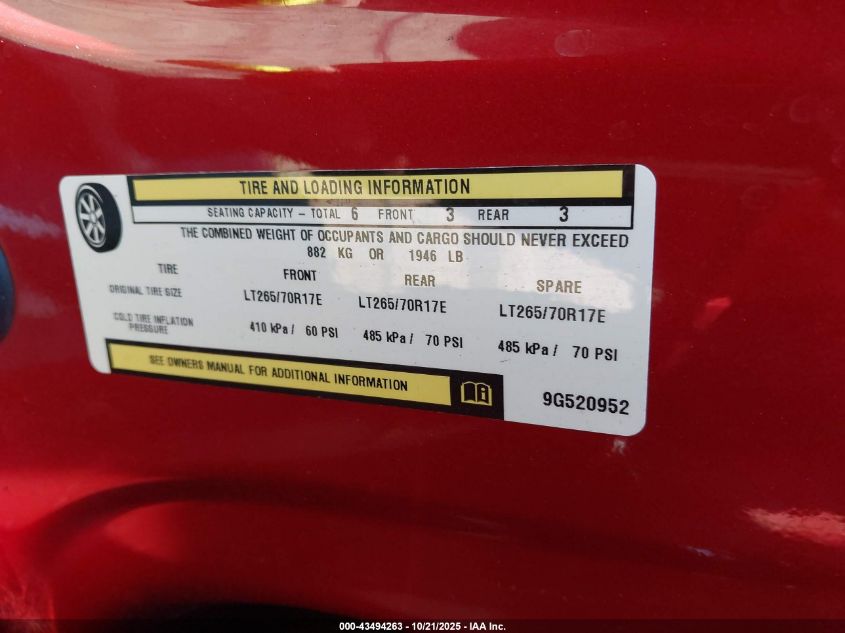 TIRE AND LOADING INFORMATION
SEATING CAPACITY - TOTAL 6 FRONT 3 REAR 3
THE COMBINED WEIGHT OF OCCUPANTS AND CARGO SHOULD NEVER EXCEED
882 KG OR 1946 LB
TIRE FRONT REAR SPARE
ORIGINAL TIRE SIZE LT265/70R17E LT265/70R17E LT265/70R17E
COLD TIRE INFLATION PRESSURE 410 kPa / 60 PSI 485 kPa / 70 PSI 485 kPa / 70 PSI
SEE OWNERS MANUAL FOR ADDITIONAL INFORMATION
9G520952
000-43494263 - 10/21/2025 - IAA Inc.